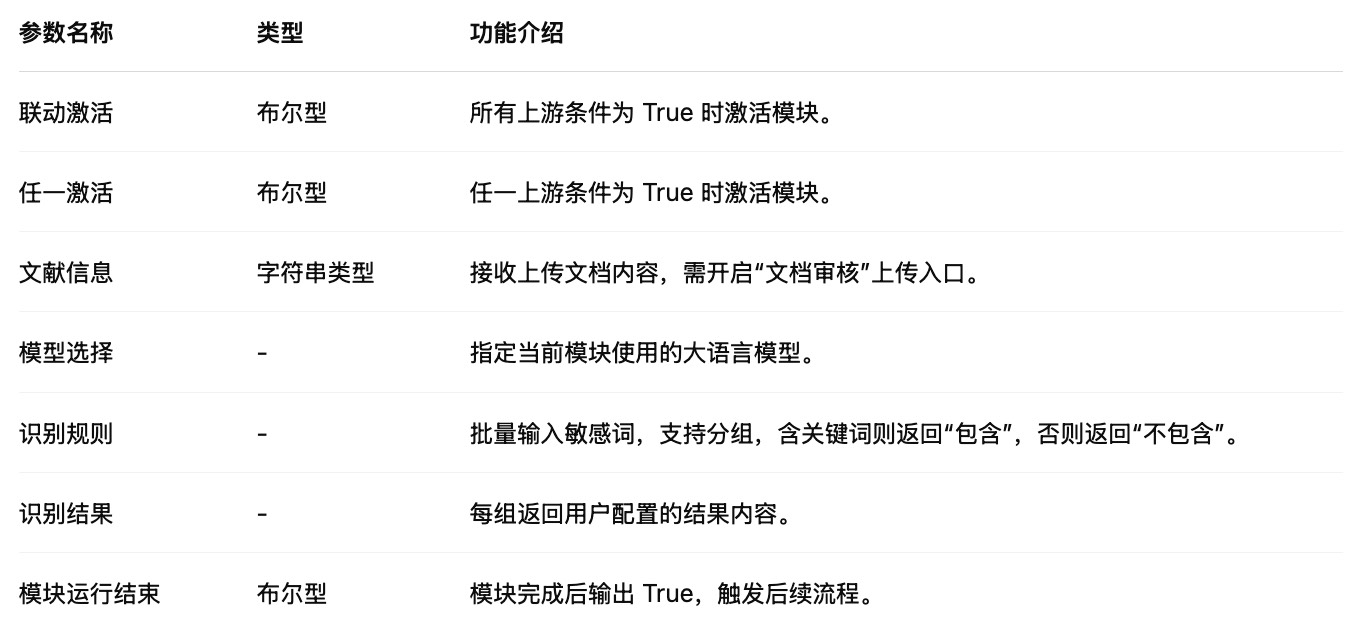 参数名称 类型 功能介绍
联动激活 布尔型 所有上游条件为 True 时激活模块。
任一激活 布尔型 任一上游条件为 True 时激活模块。
文献信息 字符串类型 接收上传文档内容，需开启“文档审核”上传入口。
模型选择 - 指定当前模块使用的大语言模型。
识别规则 - 批量输入敏感词，支持分组，含关键词则返回“包含”，否则返回“不包含”。
识别结果 - 每组返回用户配置的结果内容。
模块运行结束 布尔型 模块完成后输出 True，触发后续流程。